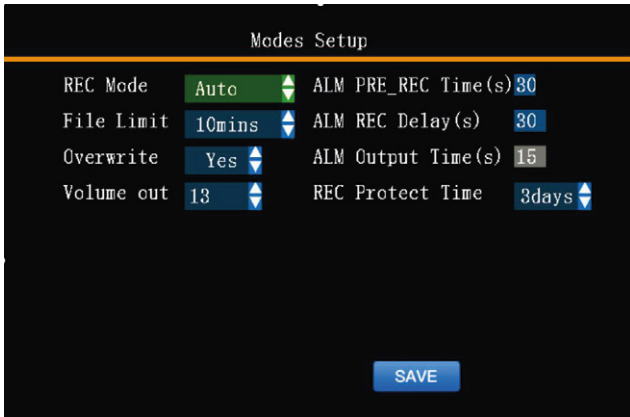 Modes Setup
REC Mode Auto ALM PRE_REC Time(s) 30
File Limit 10mins ALM REC Delay(s) 30
Overwrite Yes ALM Output Time(s) 15
Volume out 13 REC Protect Time 3days
SAVE